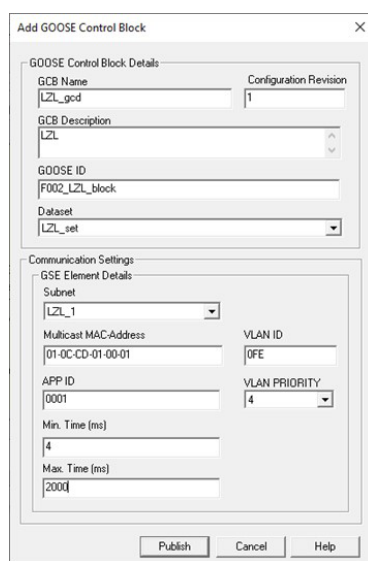 Add GOOSE Control Block
GOOSE Control Block Details
GCB Name Configuration Revision
LZL_gcd 1
GCB Description
LZL
GOOSE ID
F002_LZL_block
Dataset
LZL_set
Communication Settings
GSE Element Details
Subnet
LZL_1
Multicast MAC-Address VLAN ID
01-0C-CD-01-00-01 0FE
APP ID VLAN PRIORITY
0001 4
Min. Time (ms)
4
Max. Time (ms)
2000
Publish Cancel Help